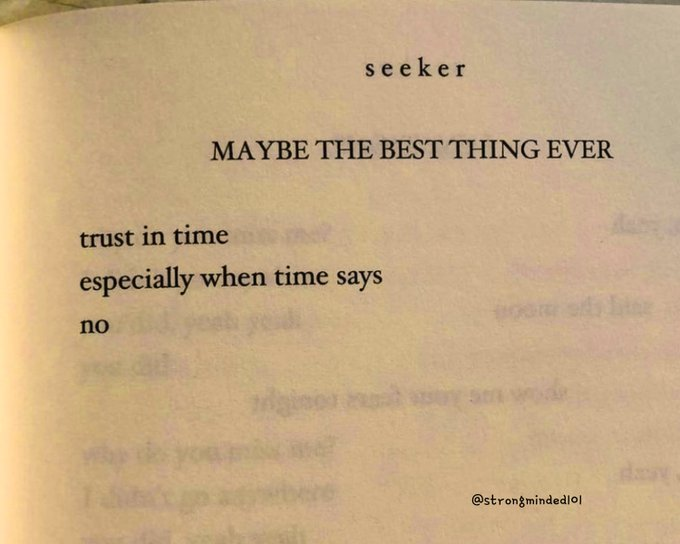 seeker
MAYBE THE BEST THING EVER
trust in time
especially when time says
no
@strongminded101